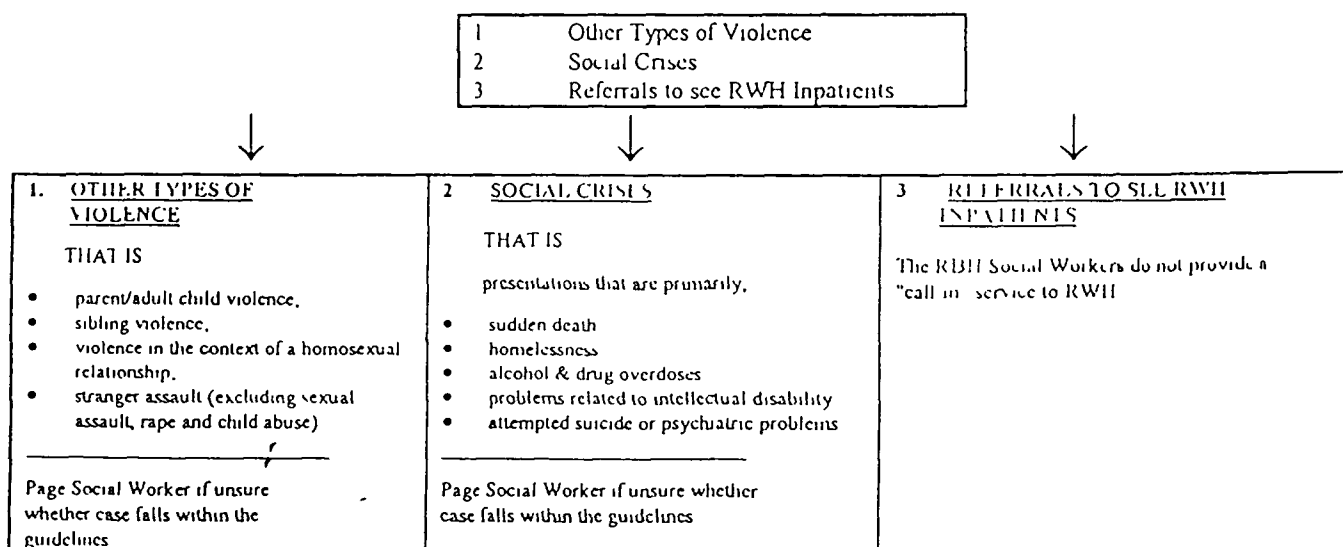 1 Other Types of Violence
2 Social Crises
3 Referrals to see RWH Inpatients
1. OTHER TYPES OF
VIOLENCE
THAT IS
• parent/adult child violence,
• sibling violence,
• violence in the context of a homosexual
relationship,
• stranger assault (excluding sexual
assault, rape and child abuse)
Page Social Worker if unsure
whether case falls within the
guidelines
2 SOCIAL CRISES
THAT IS
presentations that are primarily,
• sudden death
• homelessness
• alcohol & drug overdoses
• problems related to intellectual disability
• attempted suicide or psychiatric problems
Page Social Worker if unsure whether
case falls within the guidelines
3 REFERRALS TO SEE RWH
INPATIENTS
The RBH Social Workers do not provide a
"call in service to RWH